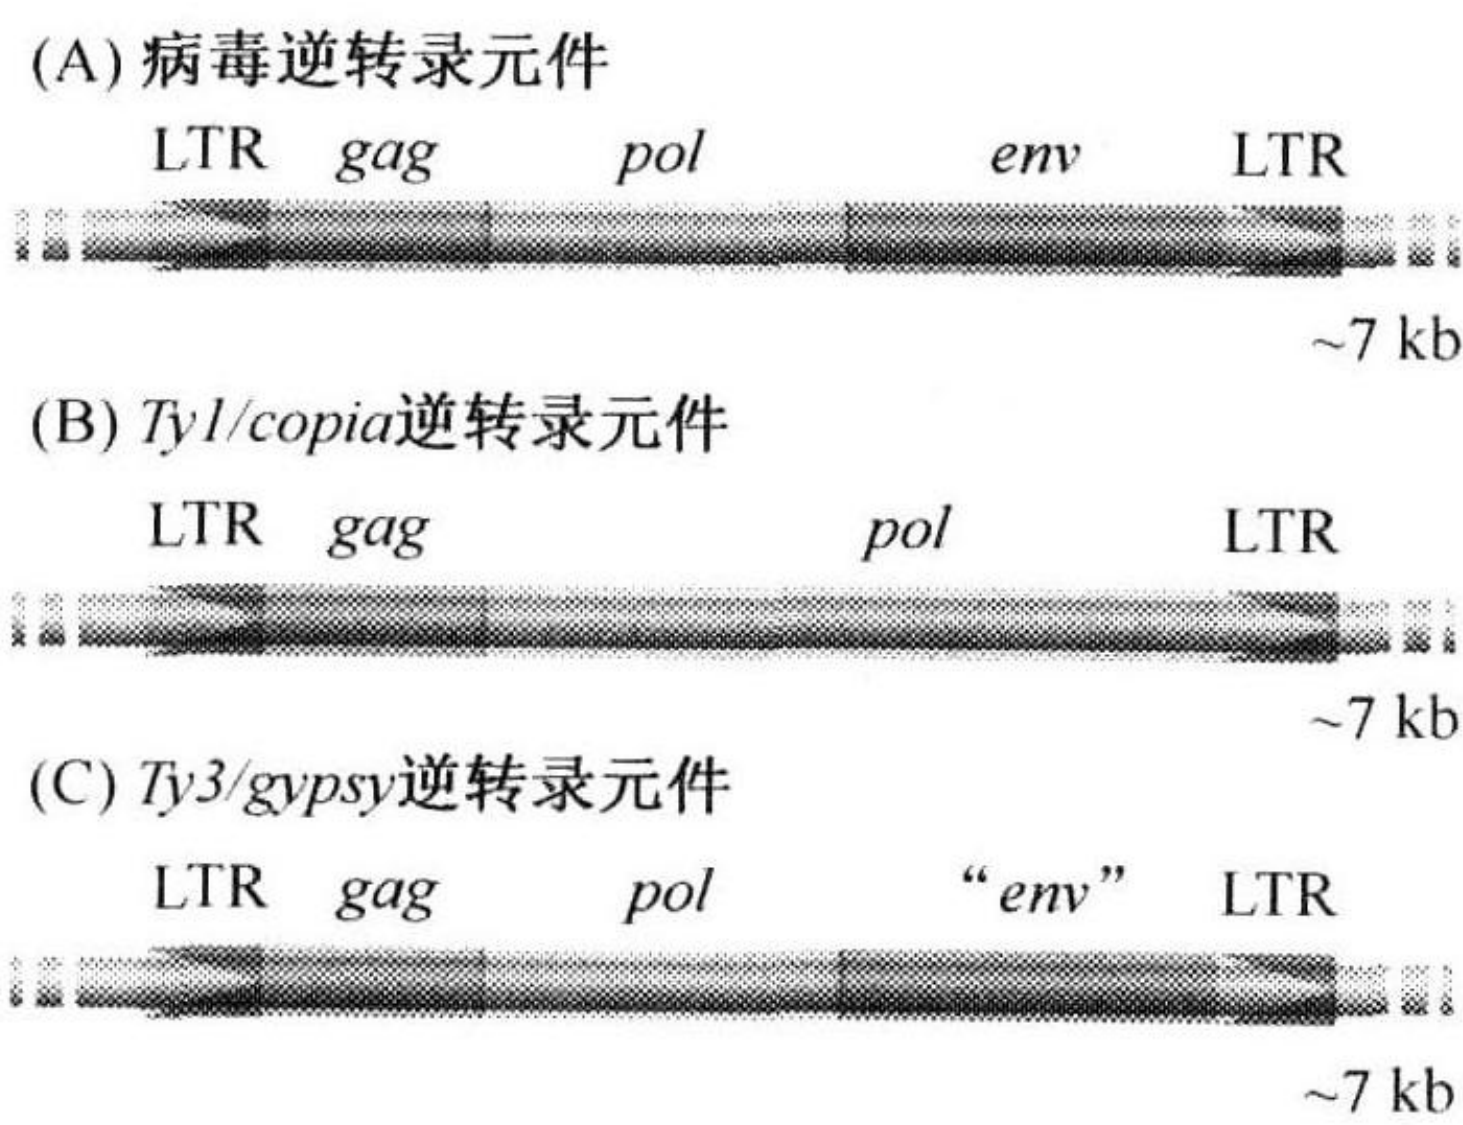 (A) 病毒逆转录元件
LTR gag pol env LTR
~7 kb
(B) Ty1/copia逆转录元件
LTR gag pol LTR
~7 kb
(C) Ty3/gypsy逆转录元件
LTR gag pol “env” LTR
~7 kb